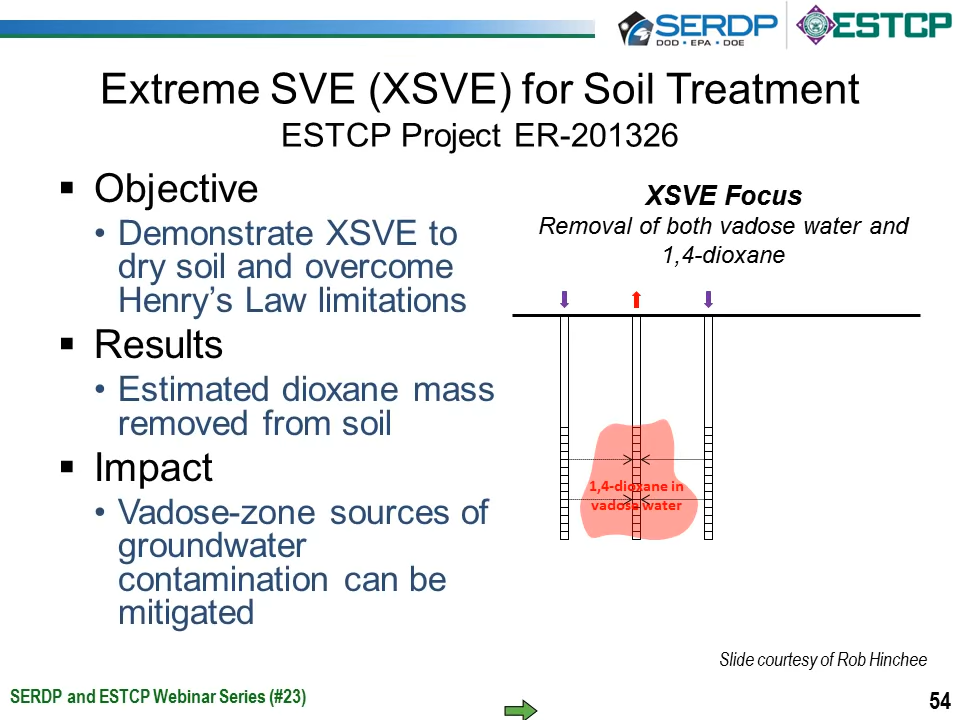 SERDP
DOD • EPA • DOE
ESTCP
Extreme SVE (XSVE) for Soil Treatment
ESTCP Project ER-201326
▪ Objective
• Demonstrate XSVE to
dry soil and overcome
Henry’s Law limitations
▪ Results
• Estimated dioxane mass
removed from soil
▪ Impact
• Vadose-zone sources of
groundwater
contamination can be
mitigated
XSVE Focus
Removal of both vadose water and
1,4-dioxane
1,4-dioxane in
vadose water
Slide courtesy of Rob Hinchee
SERDP and ESTCP Webinar Series (#23)
54